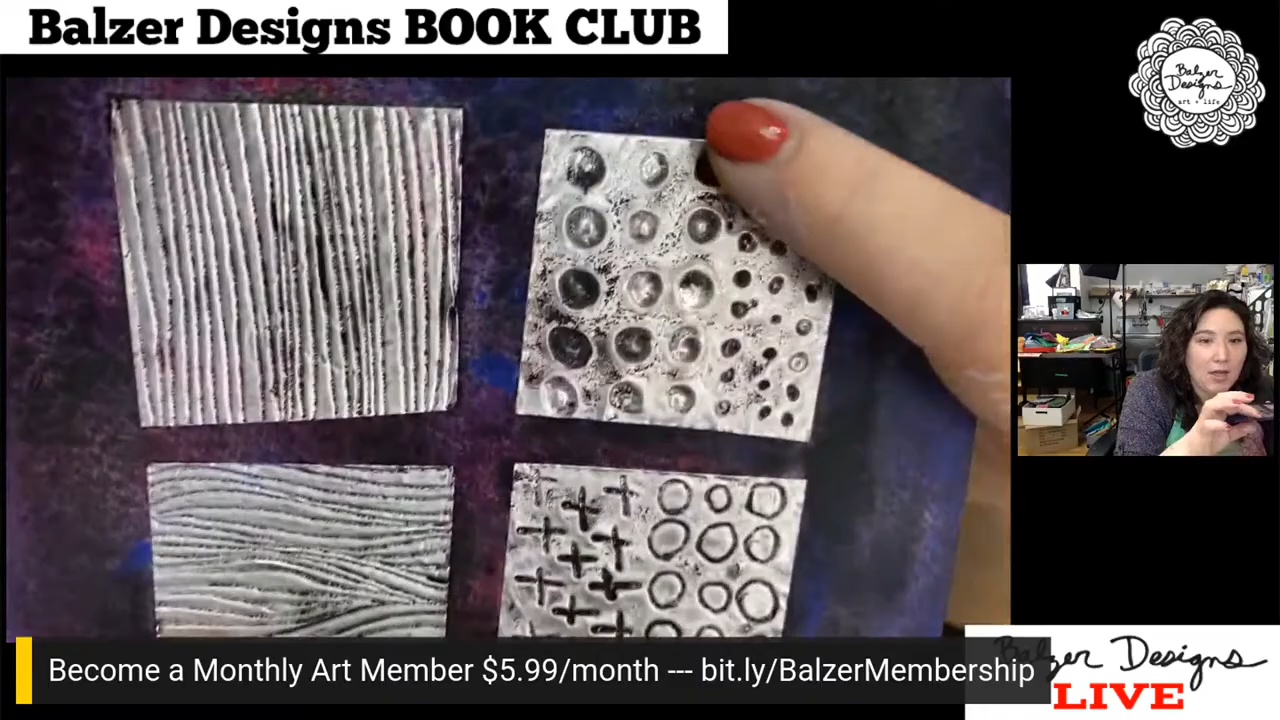 Balzer Designs BOOK CLUB
Balzer
Designs
art + life
Become a Monthly Art Member $5.99/month --- bit.ly/BalzerMembership
Balzer Designs
LIVE